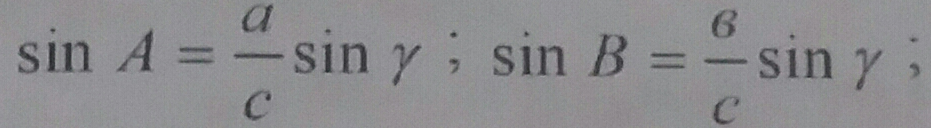 sin A = a/c sin γ ; sin B = в/c sin γ ;